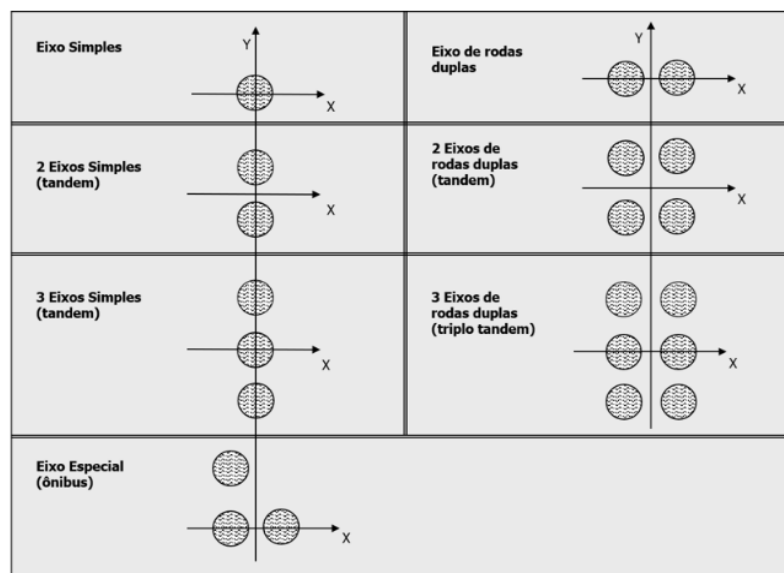 Eixo Simples
Y
X
Eixo de rodas
duplas
Y
X
2 Eixos Simples
(tandem)
X
2 Eixos de
rodas duplas
(tandem)
X
3 Eixos Simples
(tandem)
X
3 Eixos de
rodas duplas
(triplo tandem)
X
Eixo Especial
(ônibus)
X